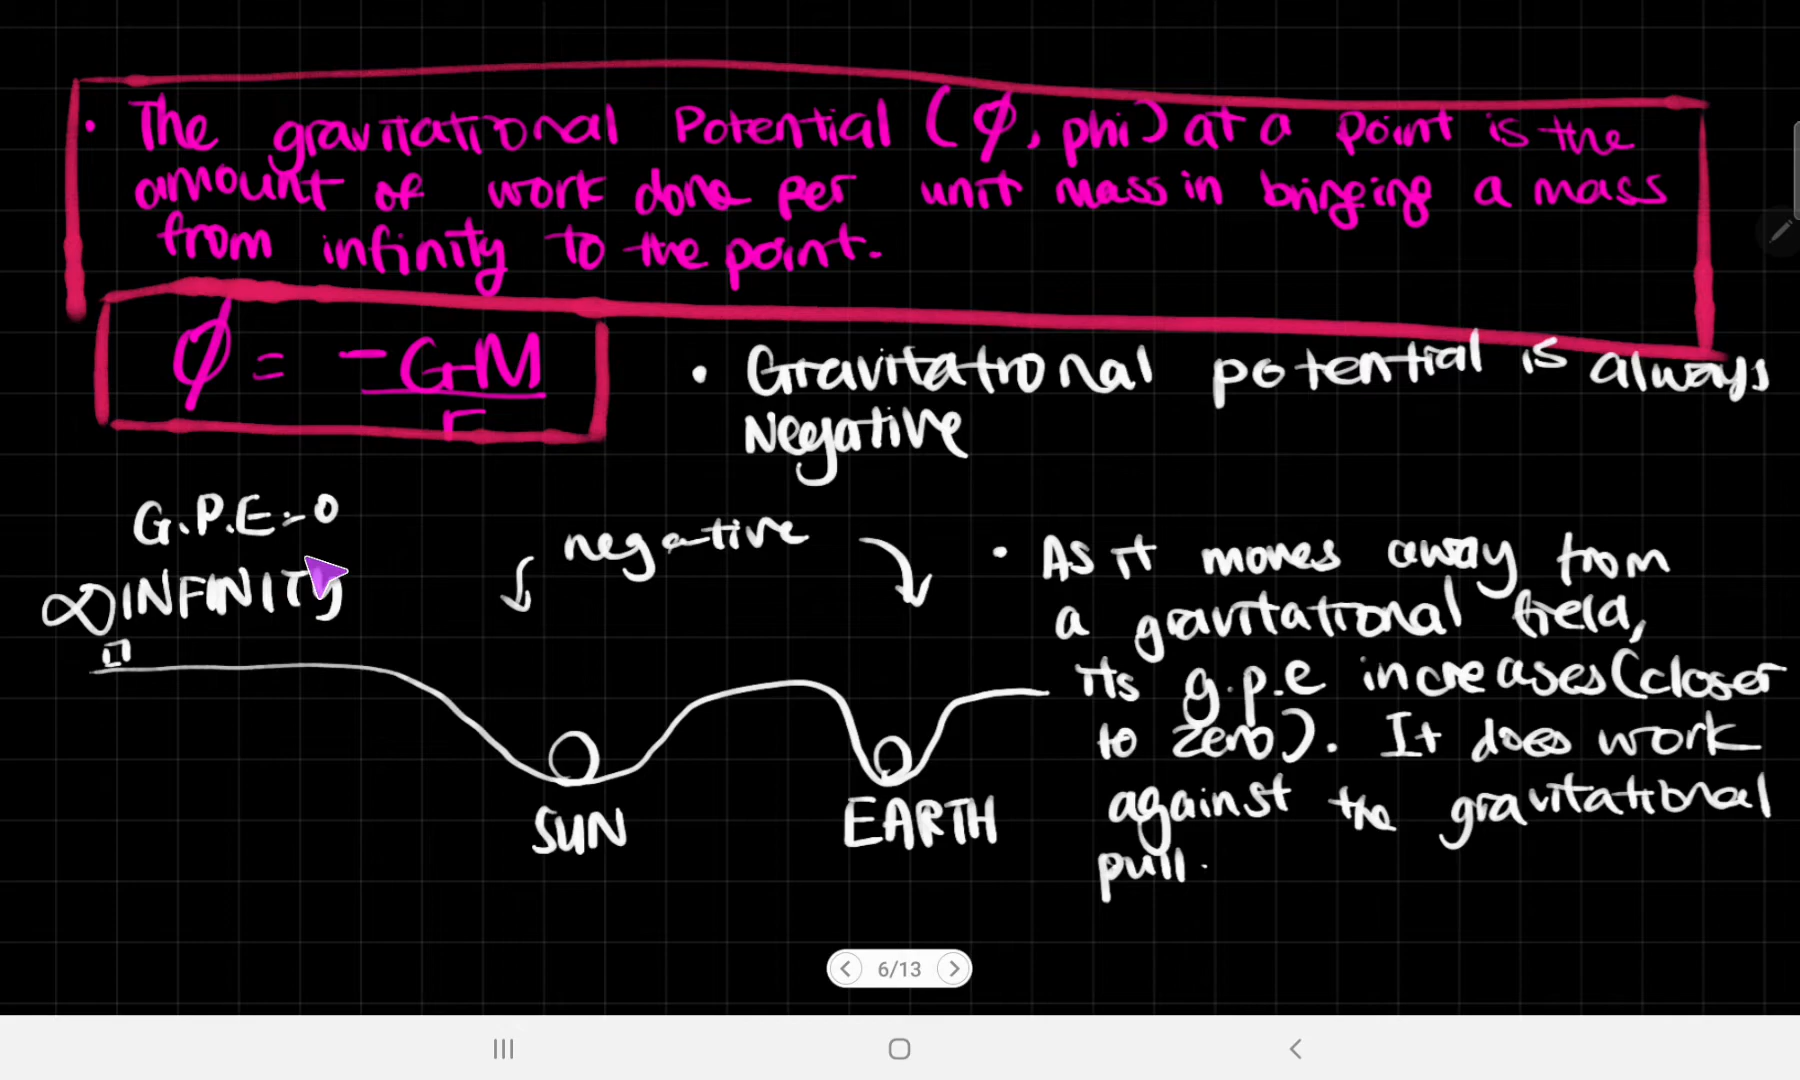 • The gravitational Potential (φ, phi) at a point is the
amount of work done per unit mass in bringing a mass
from infinity to the point.
φ = -GM
r
• Gravitational potential is always
Negative
G.P.E=0
∞ INFINITY
negative
SUN
EARTH
• As it moves away from
a gravitational field,
its g.p.e increases (closer
to zero). It does work
against the gravitational
pull.
6/13